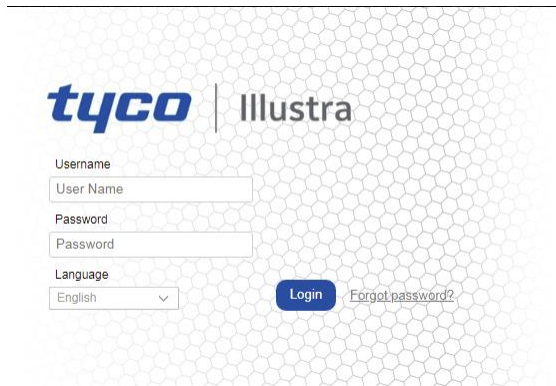 tyco | Illustra
Username
User Name
Password
Password
Language
English
Login Forgot password?